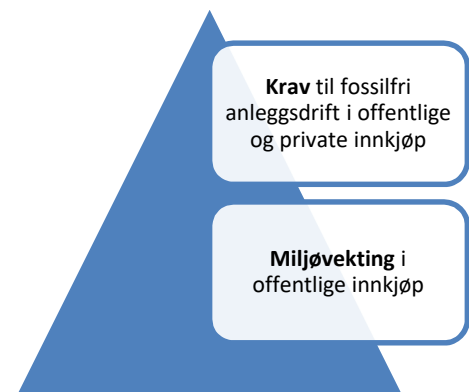 Krav til fossilfri
anleggsdrift i offentlige
og private innkjøp
Miljøvekting i
offentlige innkjøp